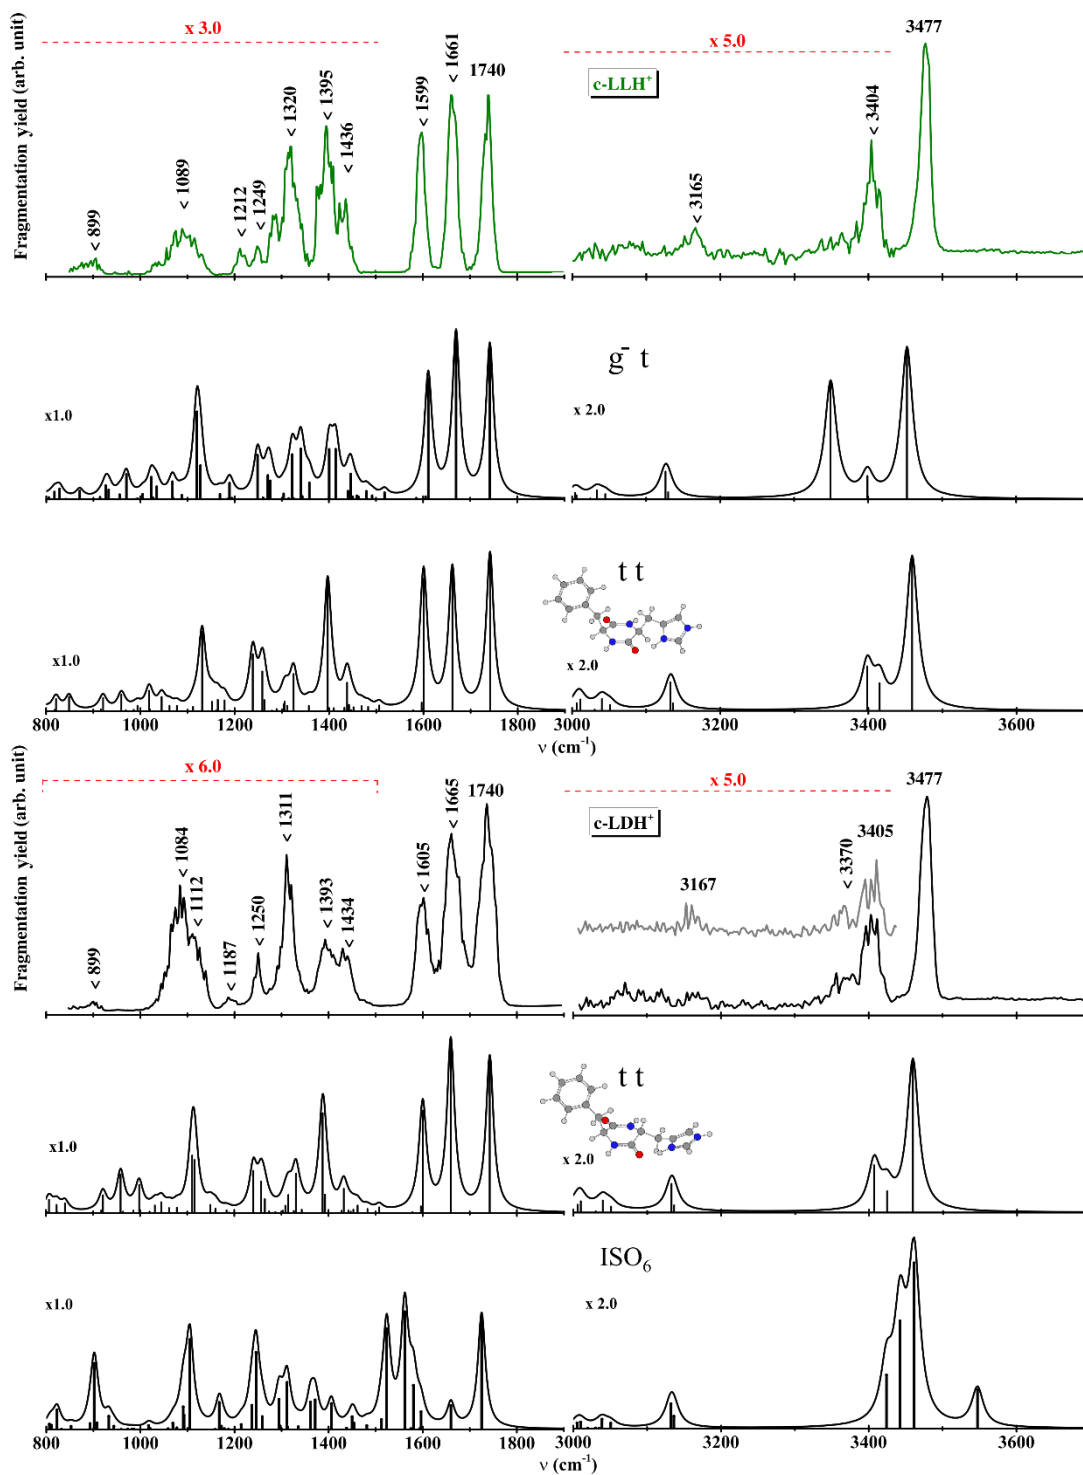 x 3.0
x 5.0
3477
Fragmentation yield (arb. unit)
c-LLH⁺
< 899
< 1089
< 1212
< 1249
< 1320
< 1395
< 1436
< 1599
< 1661
1740
< 3165
< 3404
x1.0
g⁻ t
x 2.0
x1.0
t t
x 2.0
800 1000 1200 1400 1600 1800
3000 3200 3400 3600
ν (cm⁻¹)
x 6.0
x 5.0
3477
Fragmentation yield (arb. unit)
c-LDH⁺
< 899
< 1084
< 1112
< 1187
< 1250
< 1311
< 1393
< 1434
< 1605
< 1665
1740
3167
< 3370
3405
x1.0
t t
x 2.0
x1.0
ISO₆
x 2.0
800 1000 1200 1400 1600 1800
3000 3200 3400 3600
ν (cm⁻¹)